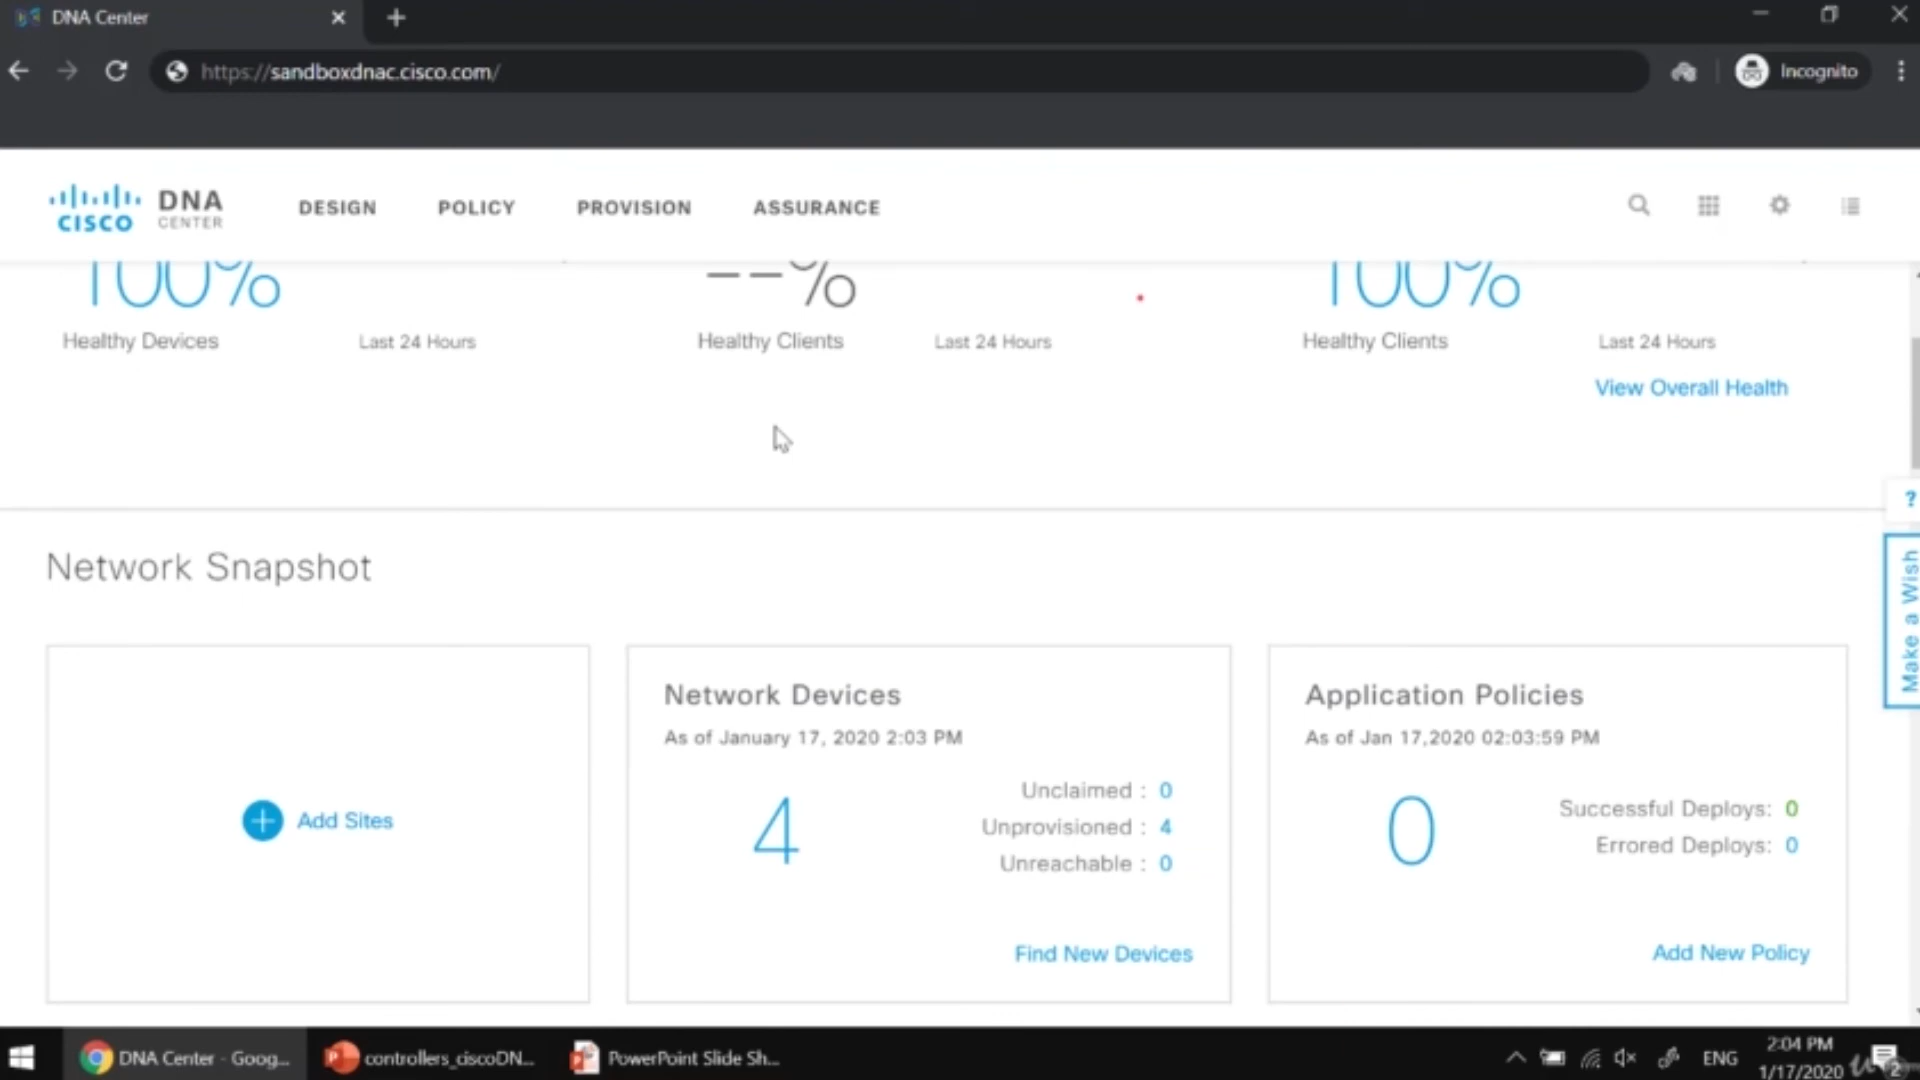 DNA Center
https://sandboxdnac.cisco.com/
Incognito
CISCO
DNA
CENTER
DESIGN
POLICY
PROVISION
ASSURANCE
100%
--%
100%
Healthy Devices
Last 24 Hours
Healthy Clients
Last 24 Hours
Healthy Clients
Last 24 Hours
View Overall Health
?
Make a Wish
Network Snapshot
Add Sites
Network Devices
As of January 17, 2020 2:03 PM
4
Unclaimed : 0
Unprovisioned : 4
Unreachable : 0
Find New Devices
Application Policies
As of Jan 17,2020 02:03:59 PM
0
Successful Deploys: 0
Errored Deploys: 0
Add New Policy
DNA Center - Goog...
controllers_ciscoDN...
PowerPoint Slide Sh...
ENG
2:04 PM
1/17/2020
2